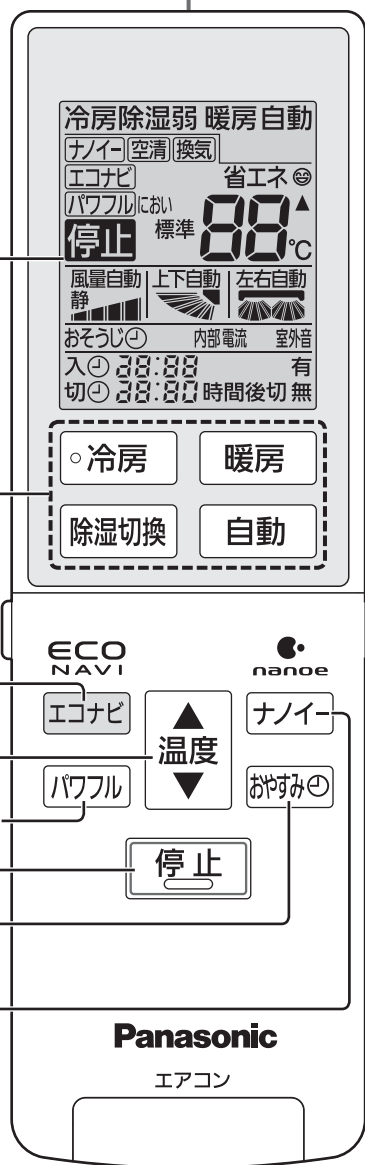 冷房除湿弱 暖房自動
ナノイー 空清 換気
エコナビ 省エネ
パワフル におい
停止 標準 88 ℃
風量自動 上下自動 左右自動
静
おそうじ 内部電流 室外音
入 28:88 有
切 28:80 時間後切 無
冷房 暖房
除湿切換 自動
ECO NAVI
nanoe
エコナビ ナノイー
温度
パワフル おやすみ
停止
Panasonic
エアコン